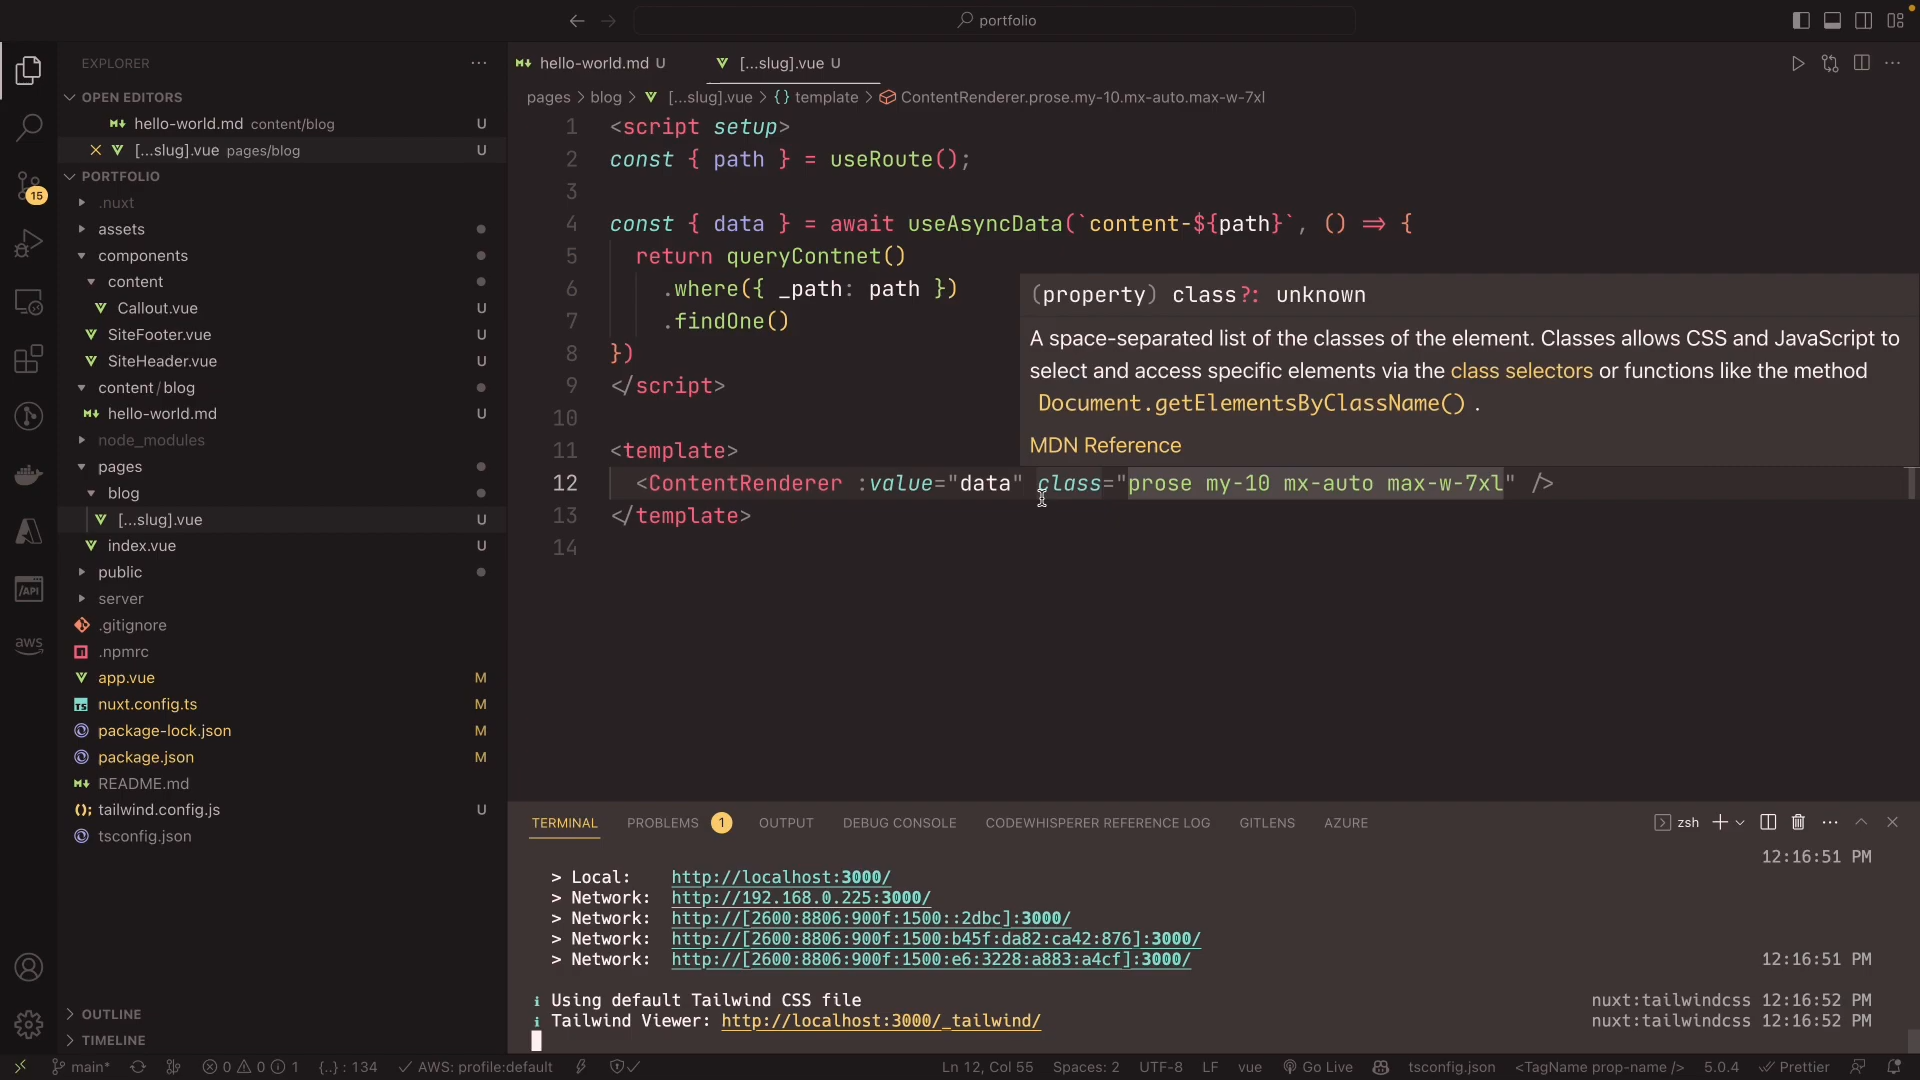 portfolio
EXPLORER
OPEN EDITORS
hello-world.md content/blog U
[...slug].vue pages/blog U
PORTFOLIO
.nuxt
assets
components
content
Callout.vue U
SiteFooter.vue U
SiteHeader.vue U
content/blog
hello-world.md U
node_modules
pages
blog
[...slug].vue U
index.vue U
public
server
.gitignore
.npmrc
app.vue M
nuxt.config.ts M
package-lock.json M
package.json M
README.md
tailwind.config.js U
tsconfig.json
OUTLINE
TIMELINE
15
/API
aws
hello-world.md U
[...slug].vue U
pages > blog > [...slug].vue > {} template > ContentRenderer.prose.my-10.mx-auto.max-w-7xl
1 <script setup>
2 const { path } = useRoute();
3
4 const { data } = await useAsyncData(`content-${path}`, () => {
5 return queryContnet()
6 .where({ _path: path })
7 .findOne()
8 })
9 </script>
10
11 <template>
12 <ContentRenderer :value="data" class="prose my-10 mx-auto max-w-7xl" />
13 </template>
14
(property) class?: unknown
A space-separated list of the classes of the element. Classes allows CSS and JavaScript to
select and access specific elements via the class selectors or functions like the method
Document.getElementsByClassName() .
MDN Reference
TERMINAL PROBLEMS 1 OUTPUT DEBUG CONSOLE CODEWHISPERER REFERENCE LOG GITLENS AZURE zsh
12:16:51 PM
> Local: http://localhost:3000/
> Network: http://192.168.0.225:3000/
> Network: http://[2600:8806:900f:1500::2dbc]:3000/
> Network: http://[2600:8806:900f:1500:b45f:da82:ca42:876]:3000/
> Network: http://[2600:8806:900f:1500:e6:3228:a883:a4cf]:3000/ 12:16:51 PM
i Using default Tailwind CSS file nuxt:tailwindcss 12:16:52 PM
i Tailwind Viewer: http://localhost:3000/_tailwind/ nuxt:tailwindcss 12:16:52 PM
main* 0 0 1 {..} : 134 AWS: profile:default Ln 12, Col 55 Spaces: 2 UTF-8 LF vue Go Live tsconfig.json <TagName prop-name /> 5.0.4 Prettier